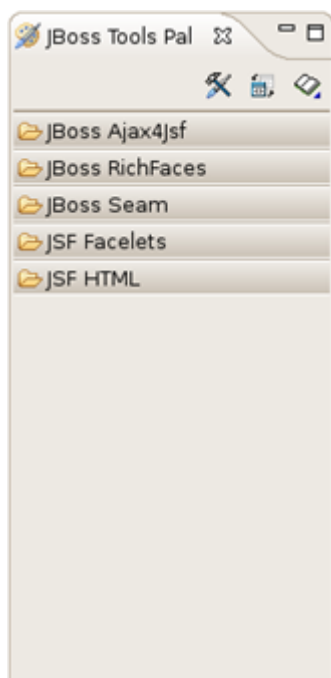 JBoss Tools Pal
JBoss Ajax4Jsf
JBoss RichFaces
JBoss Seam
JSF Facelets
JSF HTML